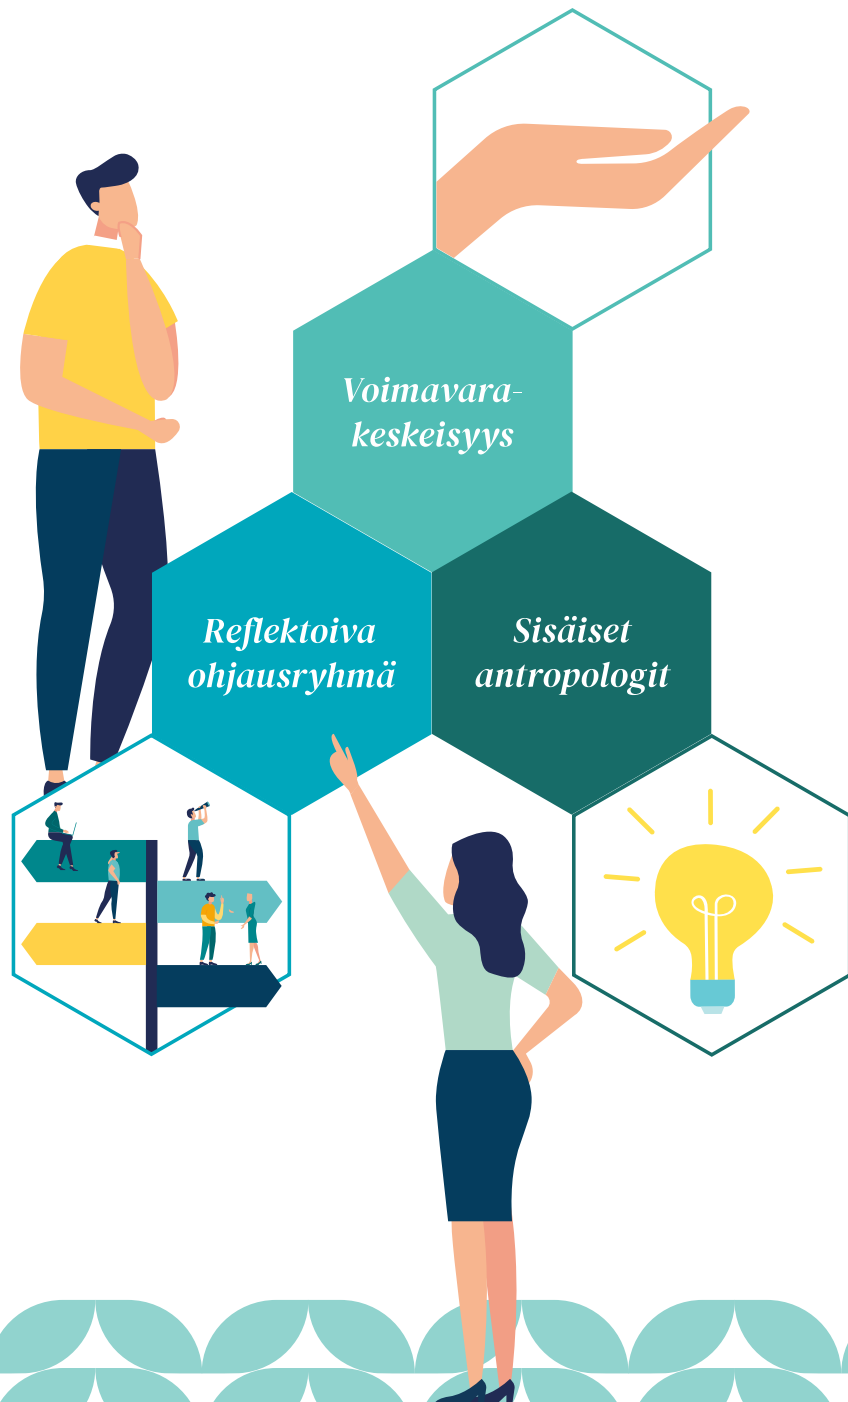 Voimavara-
keskeisyys
Reflektoiva
ohjausryhmä
Sisäiset
antropologit